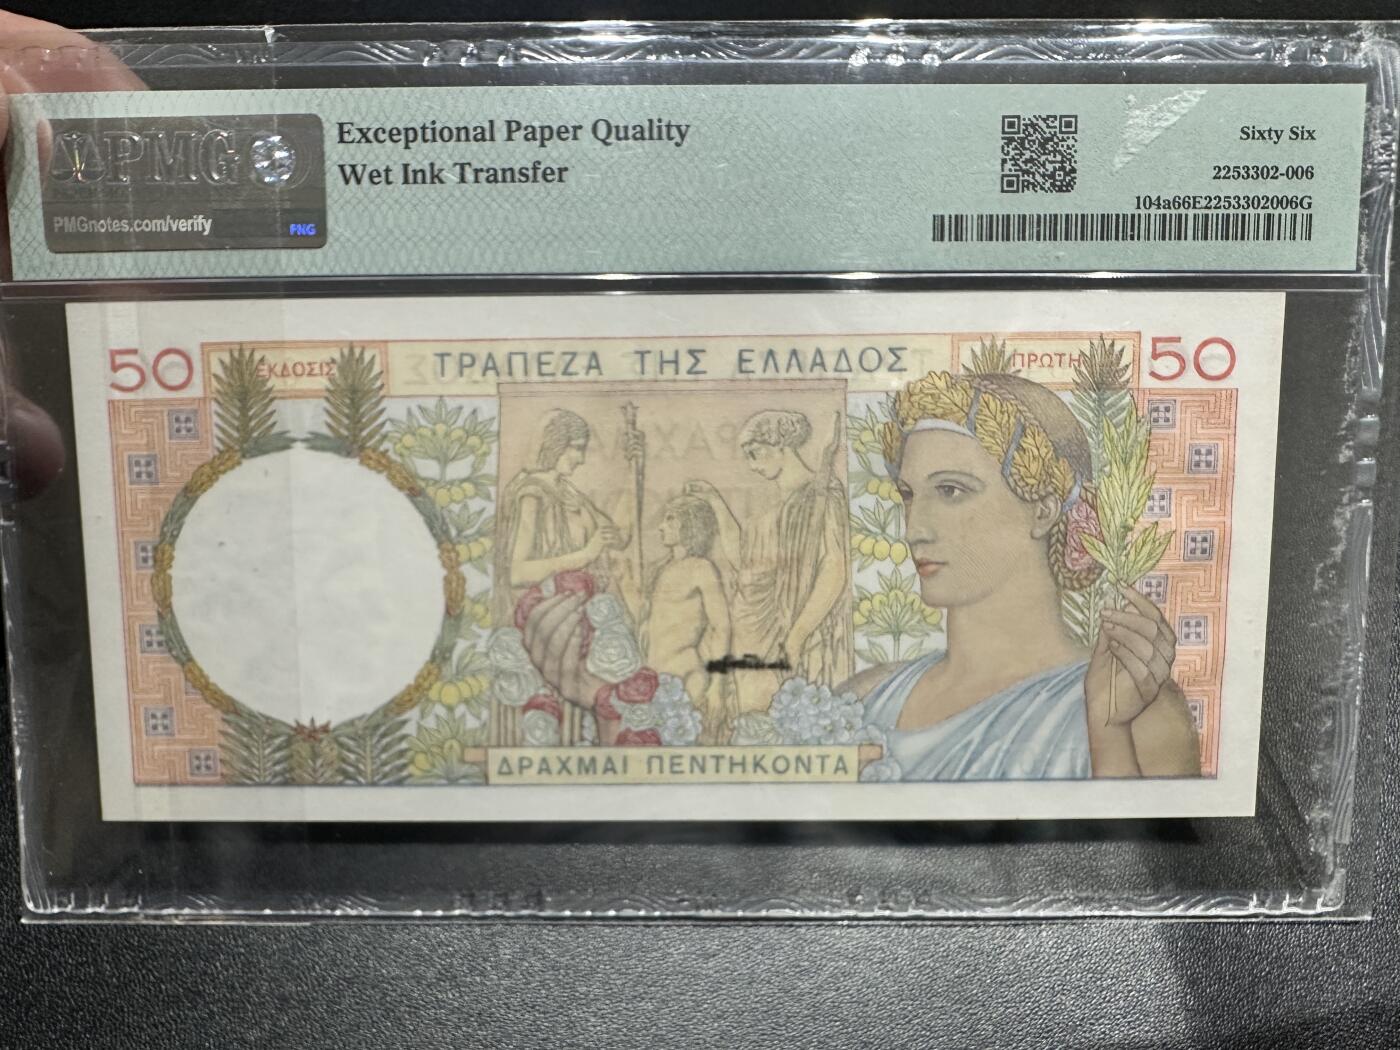 PMG
PMGnotes.com/verify
PNG
Exceptional Paper Quality
Wet Ink Transfer
Sixty Six
2253302-006
104a66E2253302006G
50
ΕΚΔΟΣΙΣ
ΤΡΑΠΕΖΑ ΤΗΣ ΕΛΛΑΔΟΣ
ΠΡΩΤΗ
50
ΔΡΑΧΜΑΙ ΠΕΝΤΗΚΟΝΤΑ